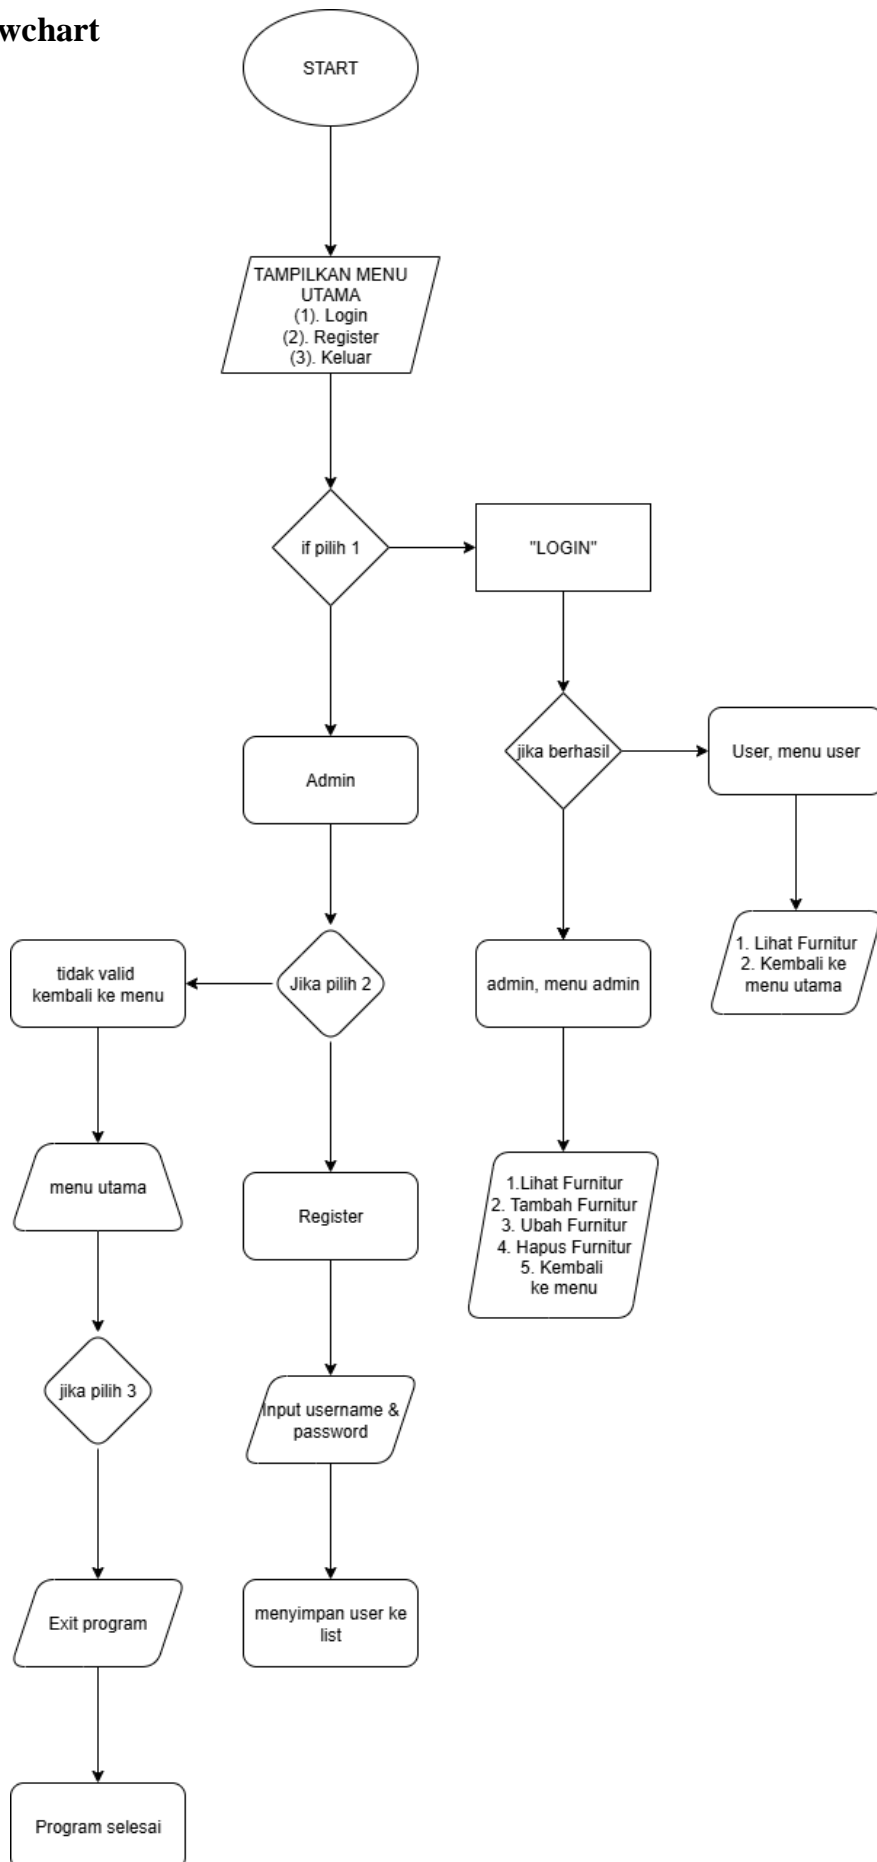 wchart
START
TAMPILKAN MENU
UTAMA
(1). Login
(2). Register
(3). Keluar
if pilih 1
"LOGIN"
Admin
jika berhasil
User, menu user
tidak valid
kembali ke menu
Jika pilih 2
admin, menu admin
1. Lihat Furnitur
2. Kembali ke
menu utama
menu utama
Register
1.Lihat Furnitur
2. Tambah Furnitur
3. Ubah Furnitur
4. Hapus Furnitur
5. Kembali
ke menu
jika pilih 3
Input username &
password
Exit program
menyimpan user ke
list
Program selesai